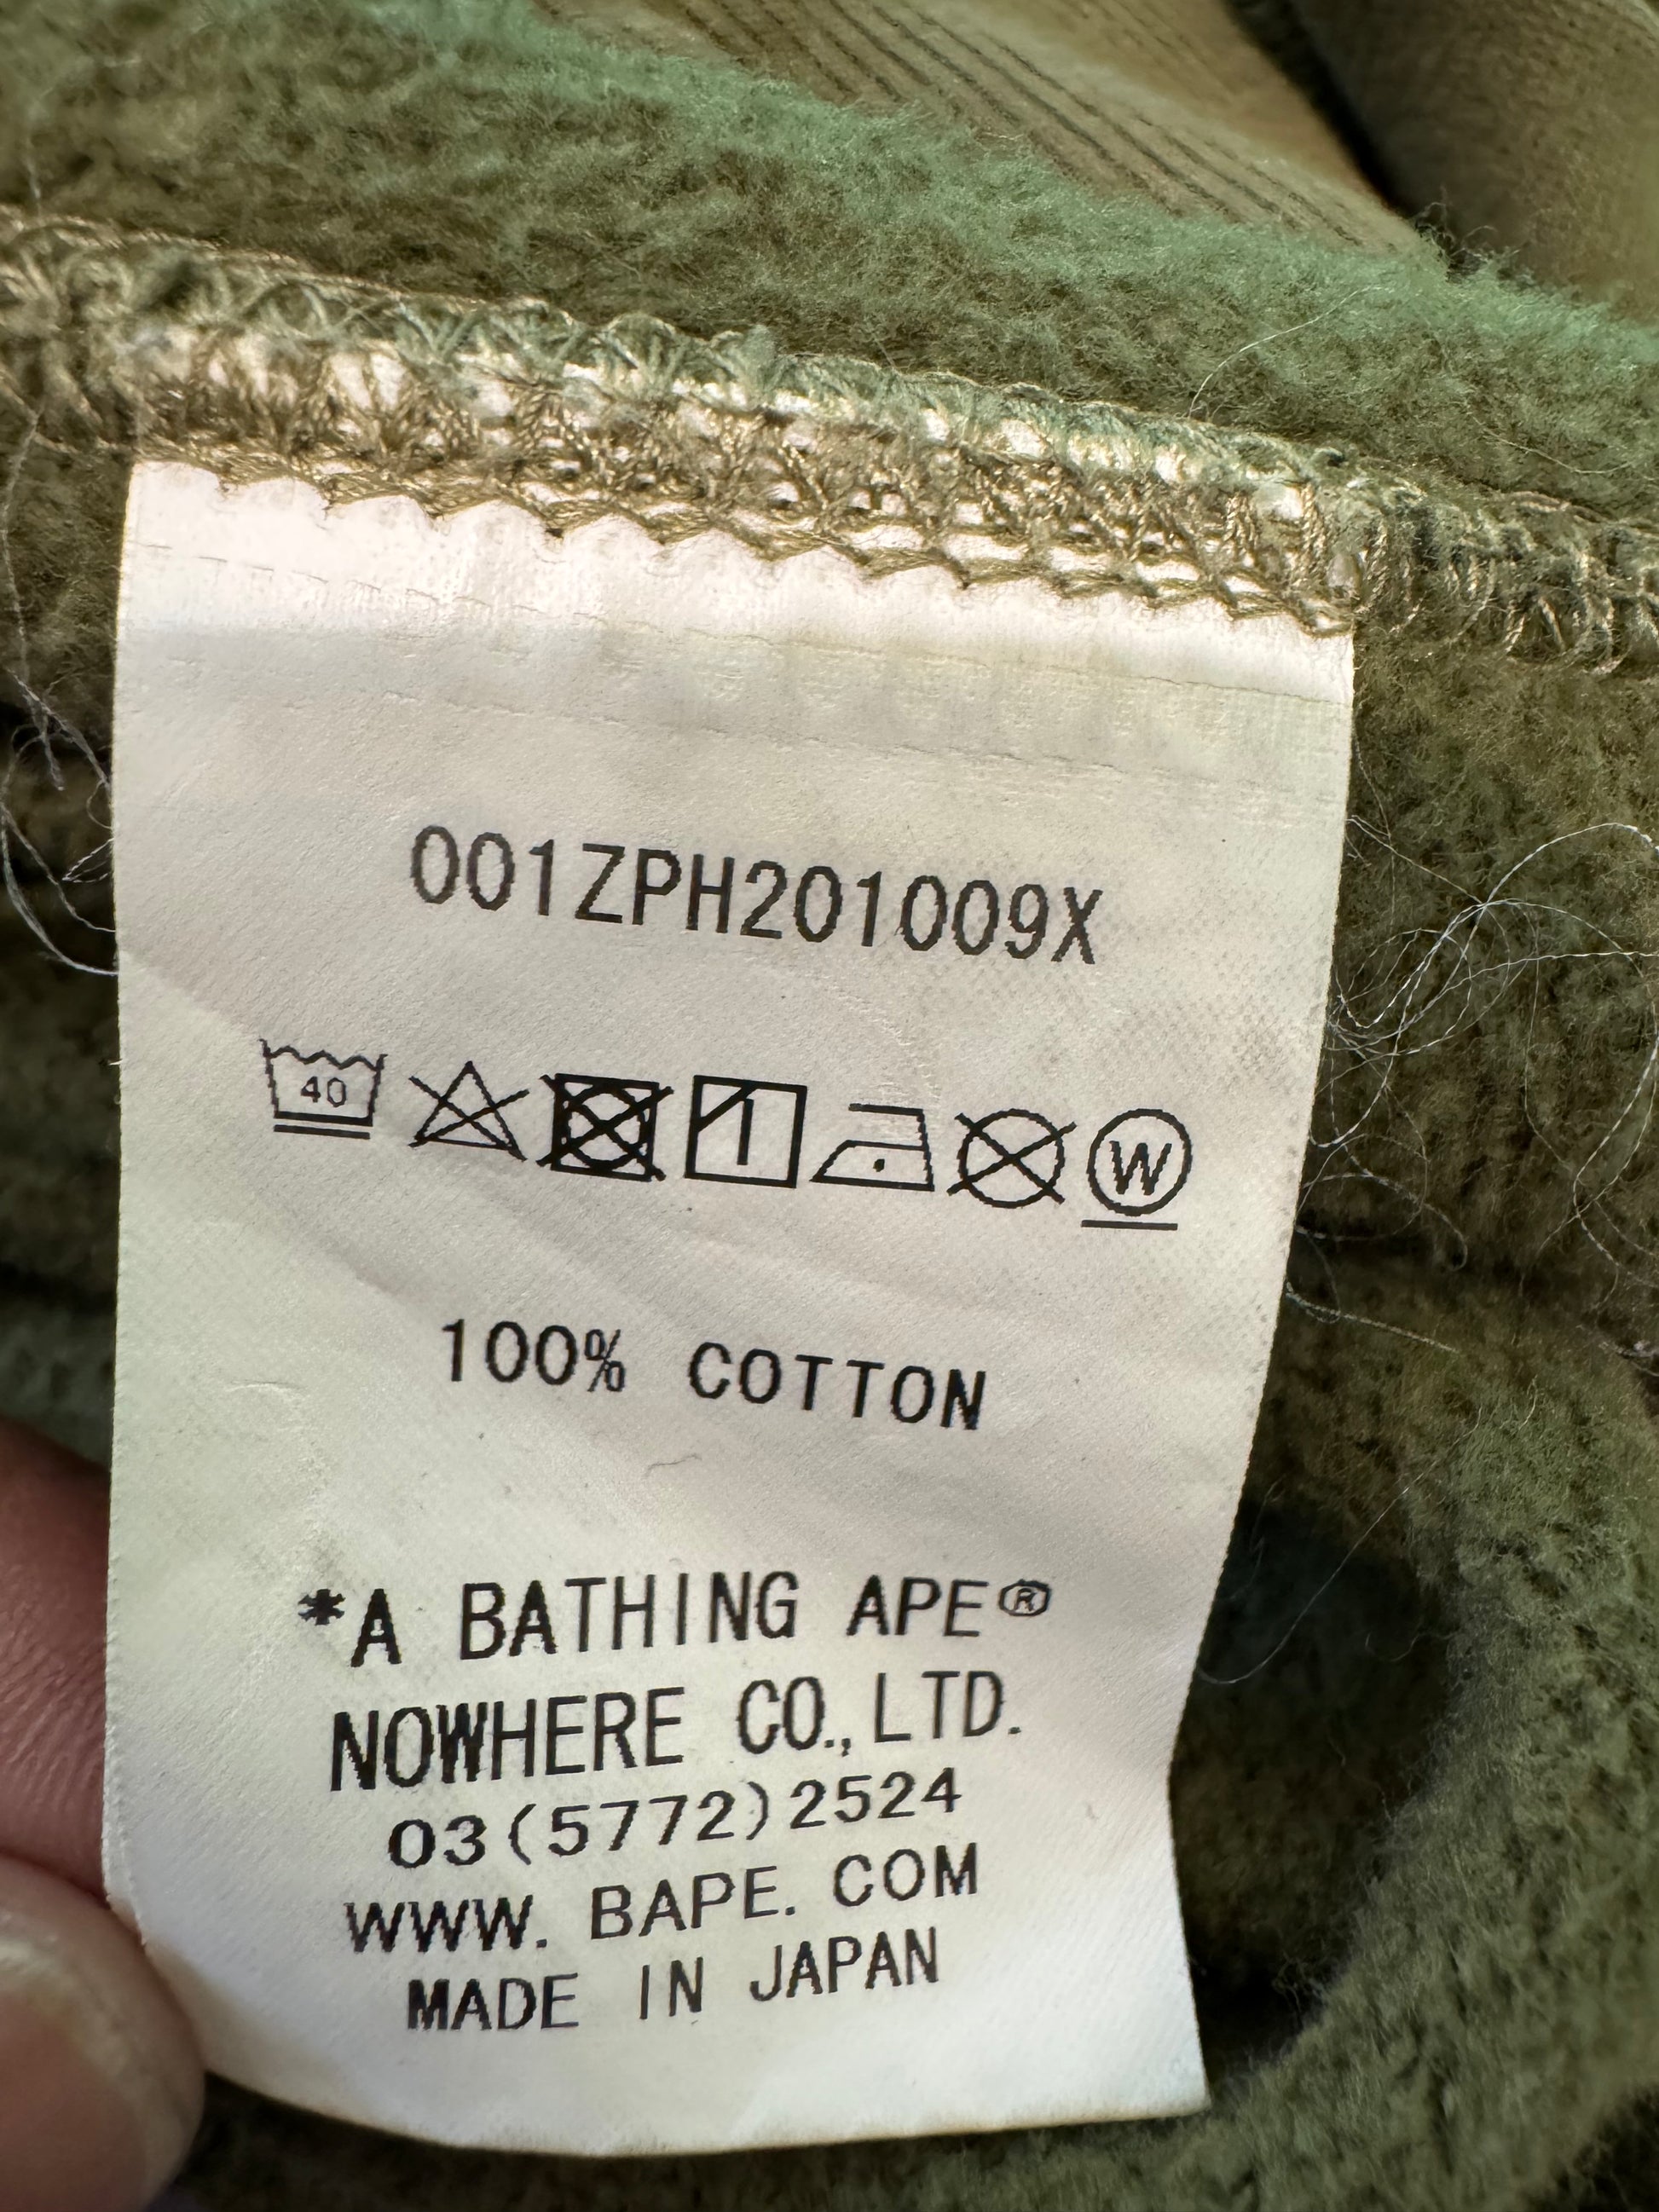 001ZPH201009X
40 W
100% COTTON
*A BATHING APE®
NOWHERE CO.,LTD.
03(5772)2524
WWW. BAPE. COM
MADE IN JAPAN